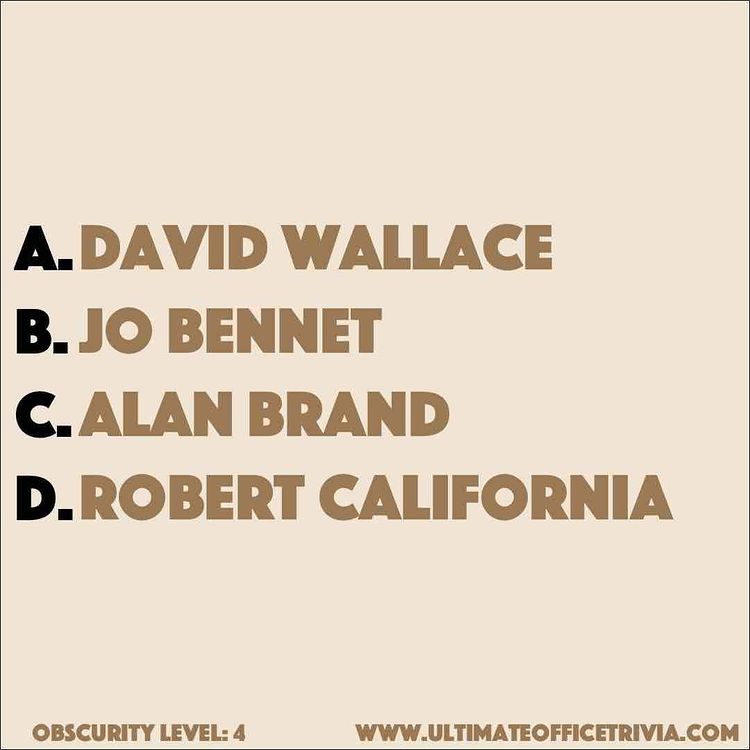 A. DAVID WALLACE
B. JO BENNET
C. ALAN BRAND
D. ROBERT CALIFORNIA
OBSCURITY LEVEL: 4 WWW.ULTIMATEOFFICETRIVIA.COM